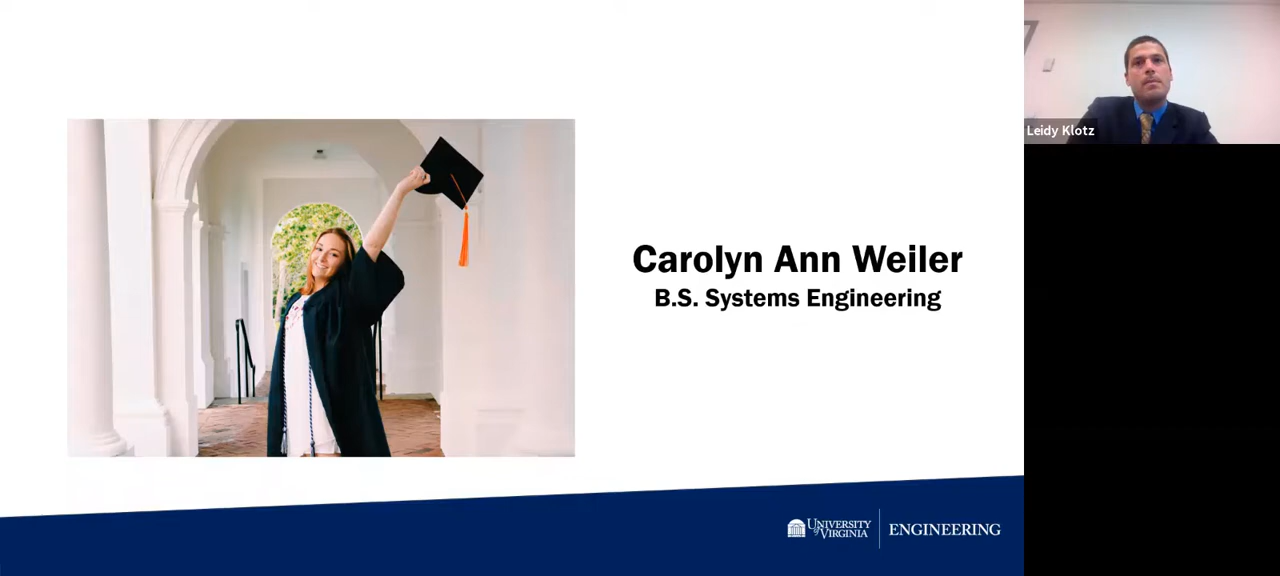 Carolyn Ann Weiler
B.S. Systems Engineering
Leidy Klotz
UNIVERSITY
of VIRGINIA
ENGINEERING